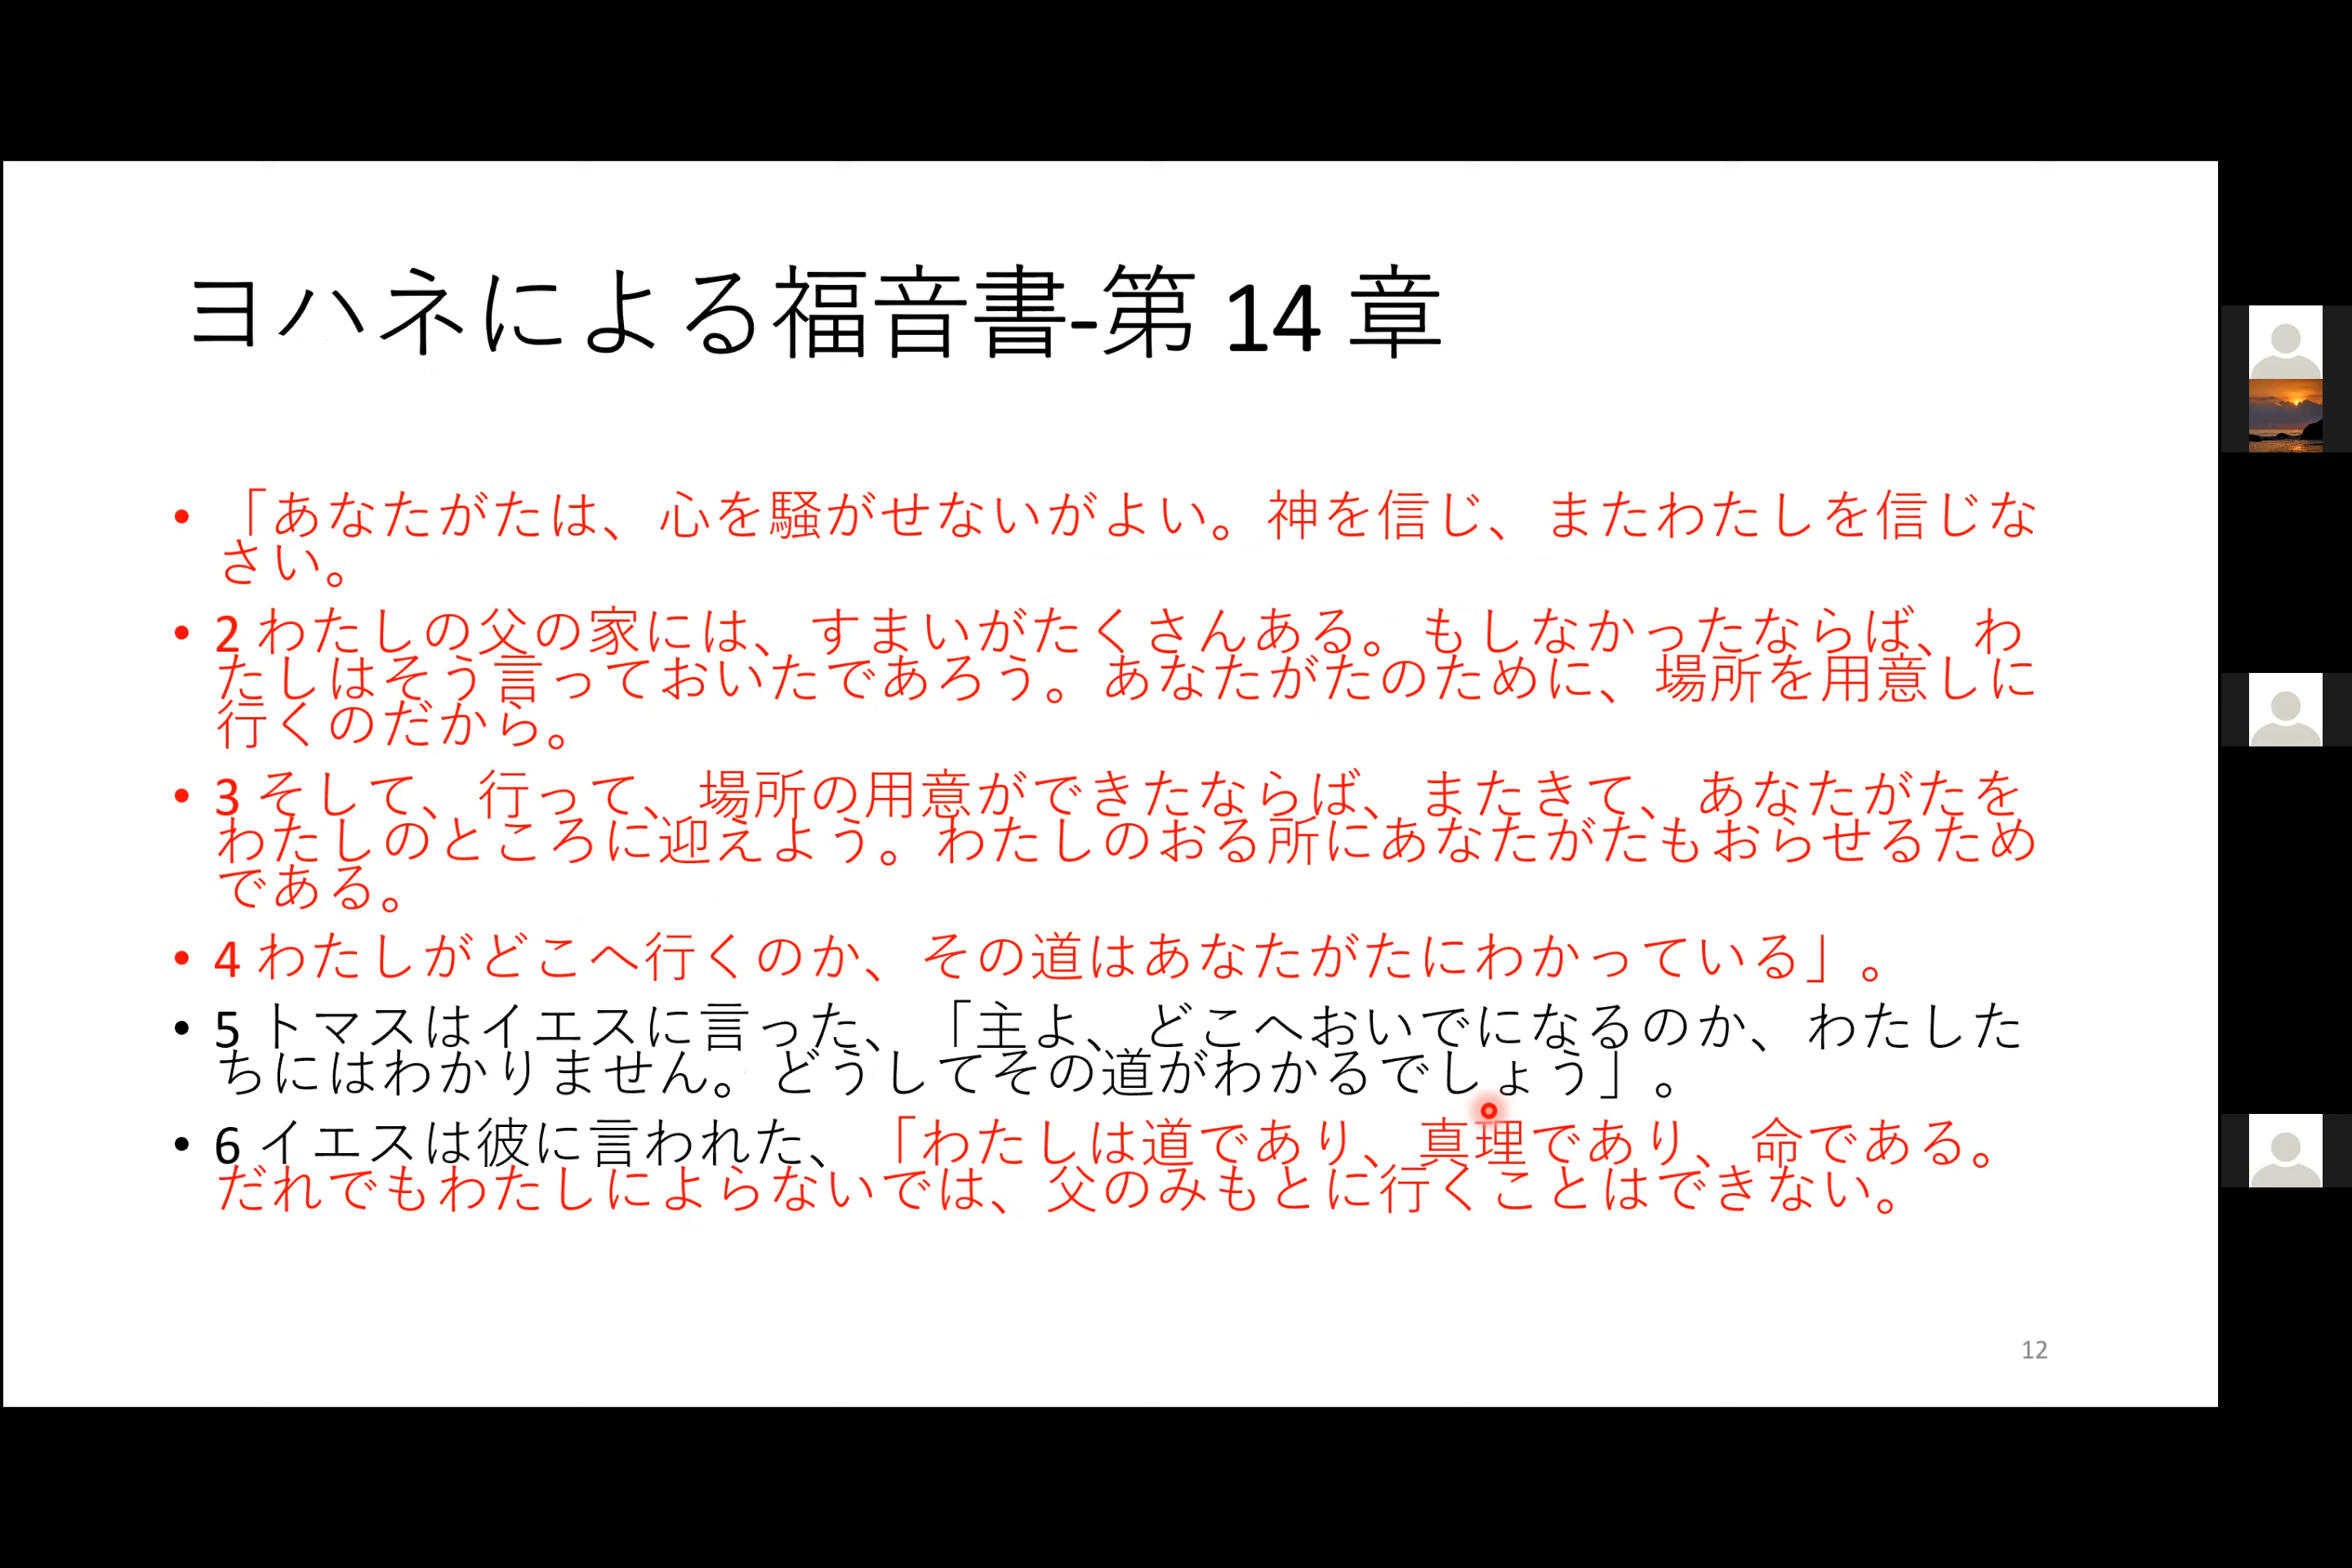 ヨハネによる福音書-第 14 章
• 「あなたがたは、心を騒がせないがよい。神を信じ、またわたしを信じな
さい。
• 2 わたしの父の家には、すまいがたくさんある。もしなかったならば、わ
たしはそう言っておいたであろう。あなたがたのために、場所を用意しに
行くのだから。
• 3 そして、行って、場所の用意ができたならば、またきて、あなたがたを
わたしのところに迎えよう。わたしのおる所にあなたがたもおらせるため
である。
• 4 わたしがどこへ行くのか、その道はあなたがたにわかっている」。
• 5 トマスはイエスに言った、「主よ、どこへおいでになるのか、わたした
ちにはわかりません。どうしてその道がわかるでしょう」。
• 6 イエスは彼に言われた、「わたしは道であり、真理であり、命である。
だれでもわたしによらないでは、父のみもとに行くことはできない。
12